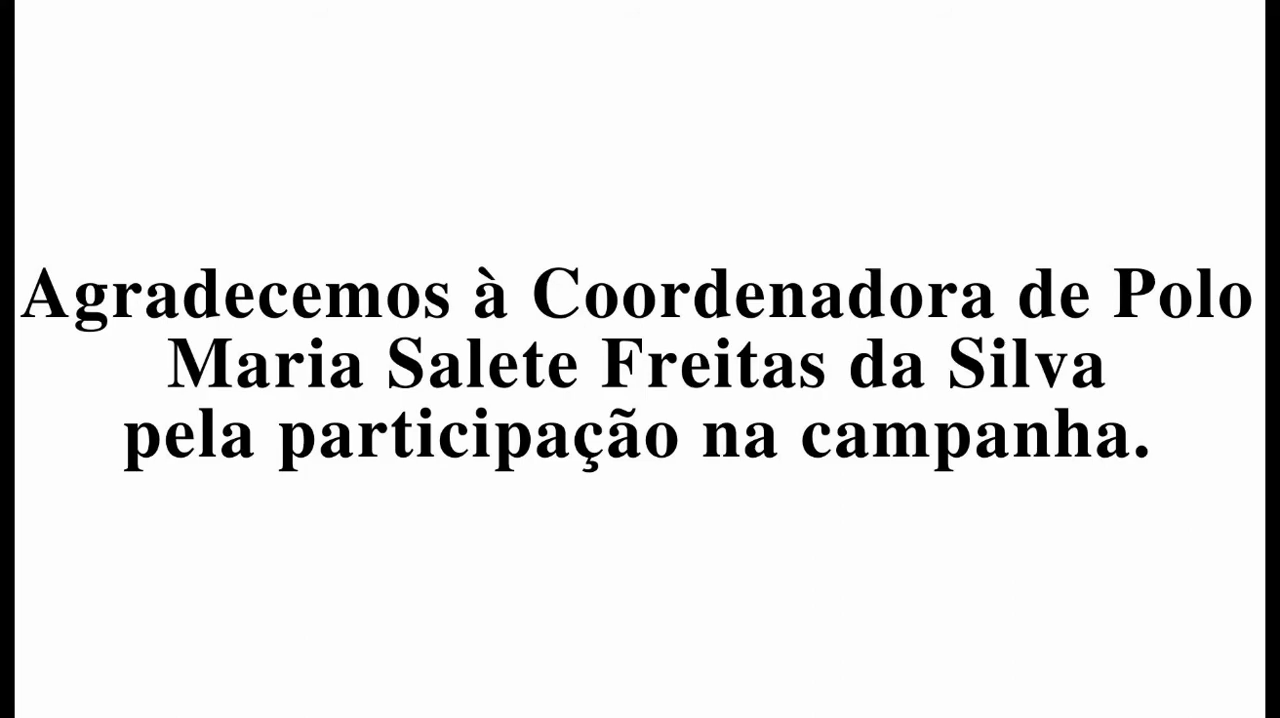 Agradecemos à Coordenadora de Polo
Maria Salete Freitas da Silva
pela participação na campanha.